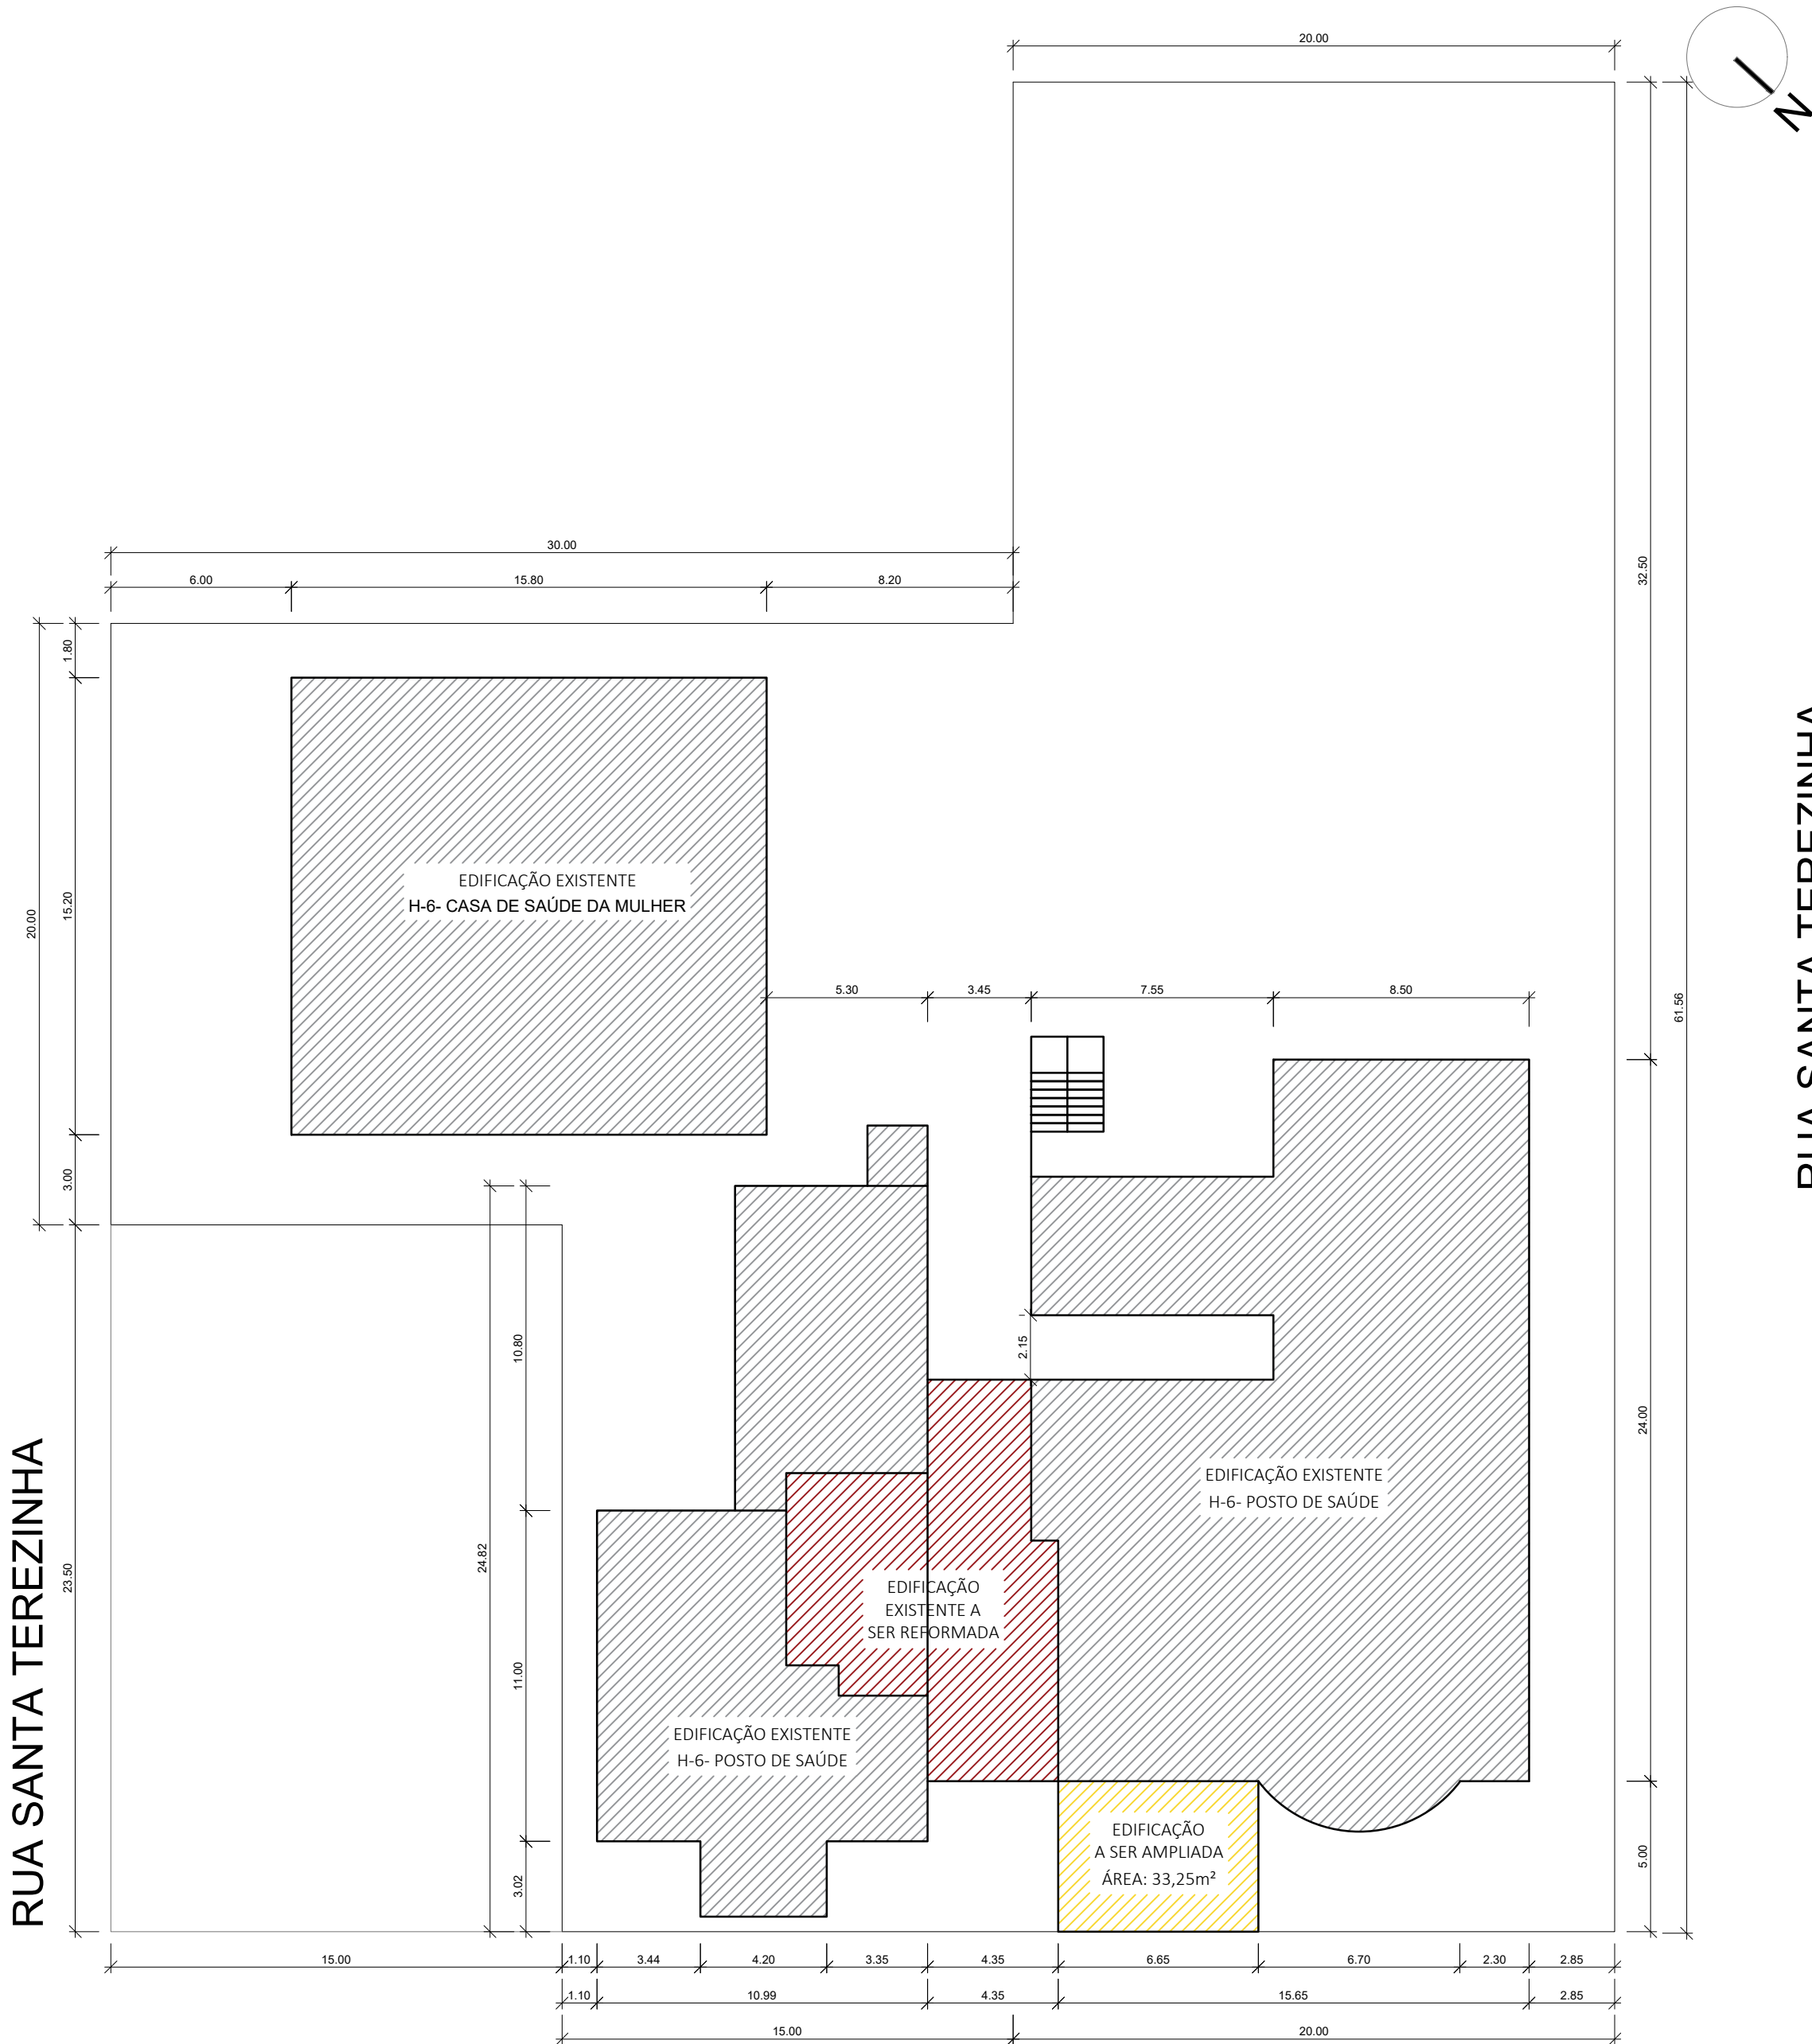 20.00
N
30.00
6.00
15.80
8.20
1.80
32.50
15.20
20.00
EDIFICAÇÃO EXISTENTE
H-6- CASA DE SAÚDE DA MULHER
RUA SANTA TEREZINHA
5.30
3.45
7.55
8.50
61.56
3.00
10.80
2.15
24.00
EDIFICAÇÃO EXISTENTE
H-6- POSTO DE SAÚDE
RUA SANTA TEREZINHA
23.50
24.82
EDIFICAÇÃO
EXISTENTE A
SER REFORMADA
11.00
EDIFICAÇÃO EXISTENTE
H-6- POSTO DE SAÚDE
EDIFICAÇÃO
A SER AMPLIADA
ÁREA: 33,25m²
5.00
3.02
15.00
1.10
3.44
4.20
3.35
4.35
6.65
6.70
2.30
2.85
1.10
10.99
4.35
15.65
2.85
15.00
20.00